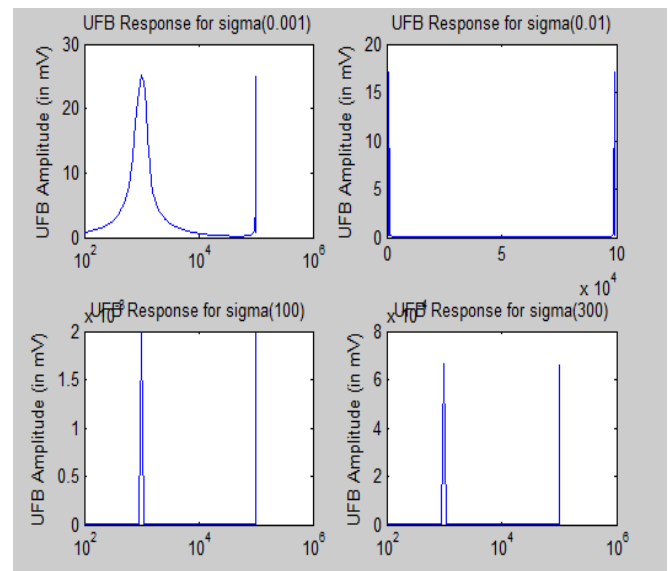 UFB Response for sigma(0.001)
UFB Amplitude (in mV)
30
20
10
0
10^2
10^4
10^6
UFB Response for sigma(0.01)
UFB Amplitude (in mV)
20
15
10
5
0
0
5
10
x 10^4
UFB Response for sigma(100)
x 10
UFB Amplitude (in mV)
2
1.5
1
0.5
0
10^2
10^4
10^6
UFB Response for sigma(300)
x 10
UFB Amplitude (in mV)
8
6
4
2
0
10^2
10^4
10^6